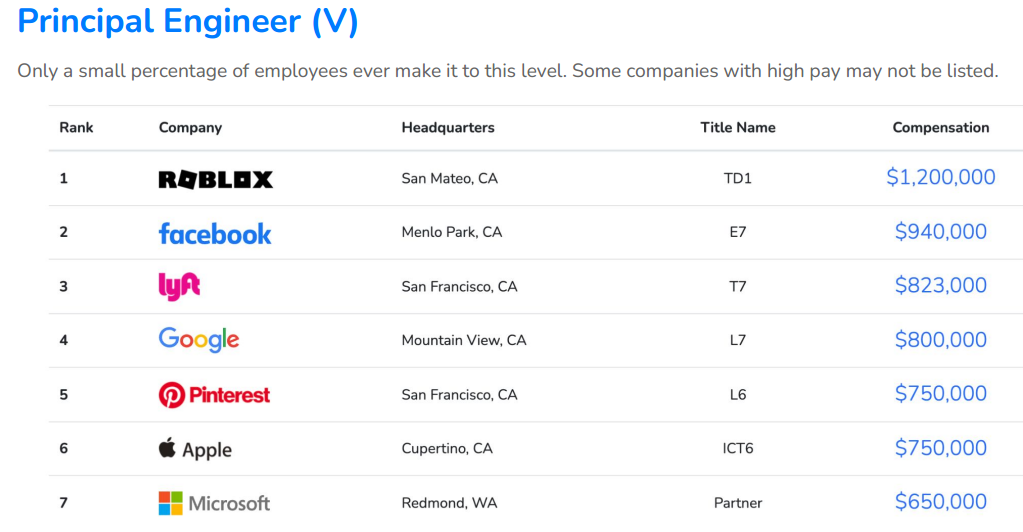 Principal Engineer (V)
Only a small percentage of employees ever make it to this level. Some companies with high pay may not be listed.
Rank Company Headquarters Title Name Compensation
1 ROBLOX San Mateo, CA TD1 $1,200,000
2 facebook Menlo Park, CA E7 $940,000
3 lyft San Francisco, CA T7 $823,000
4 Google Mountain View, CA L7 $800,000
5 Pinterest San Francisco, CA L6 $750,000
6 Apple Cupertino, CA ICT6 $750,000
7 Microsoft Redmond, WA Partner $650,000